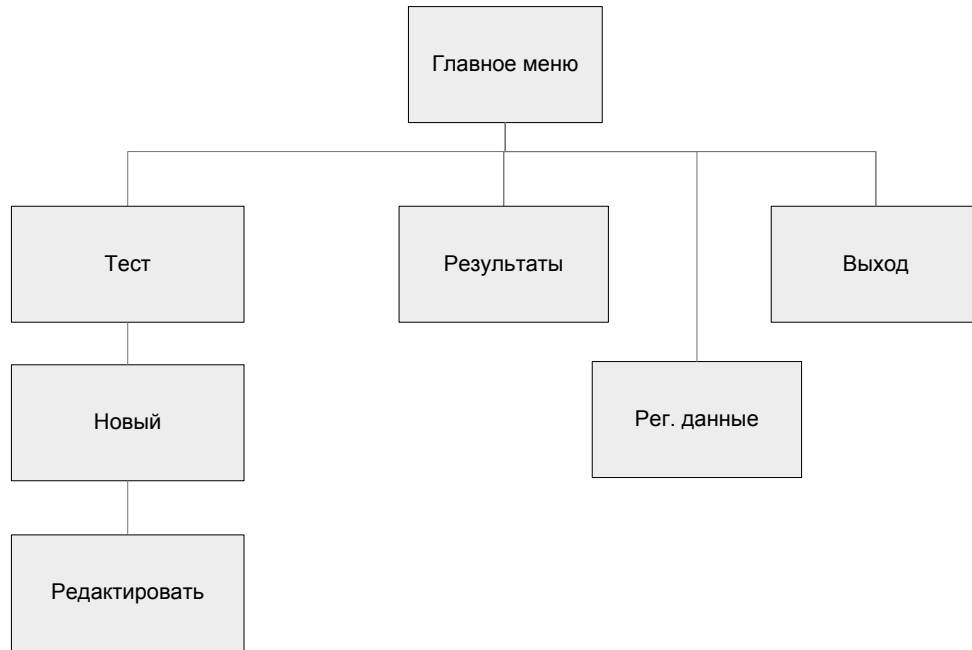 Главное меню
Тест
Результаты
Выход
Новый
Рег. данные
Редактировать